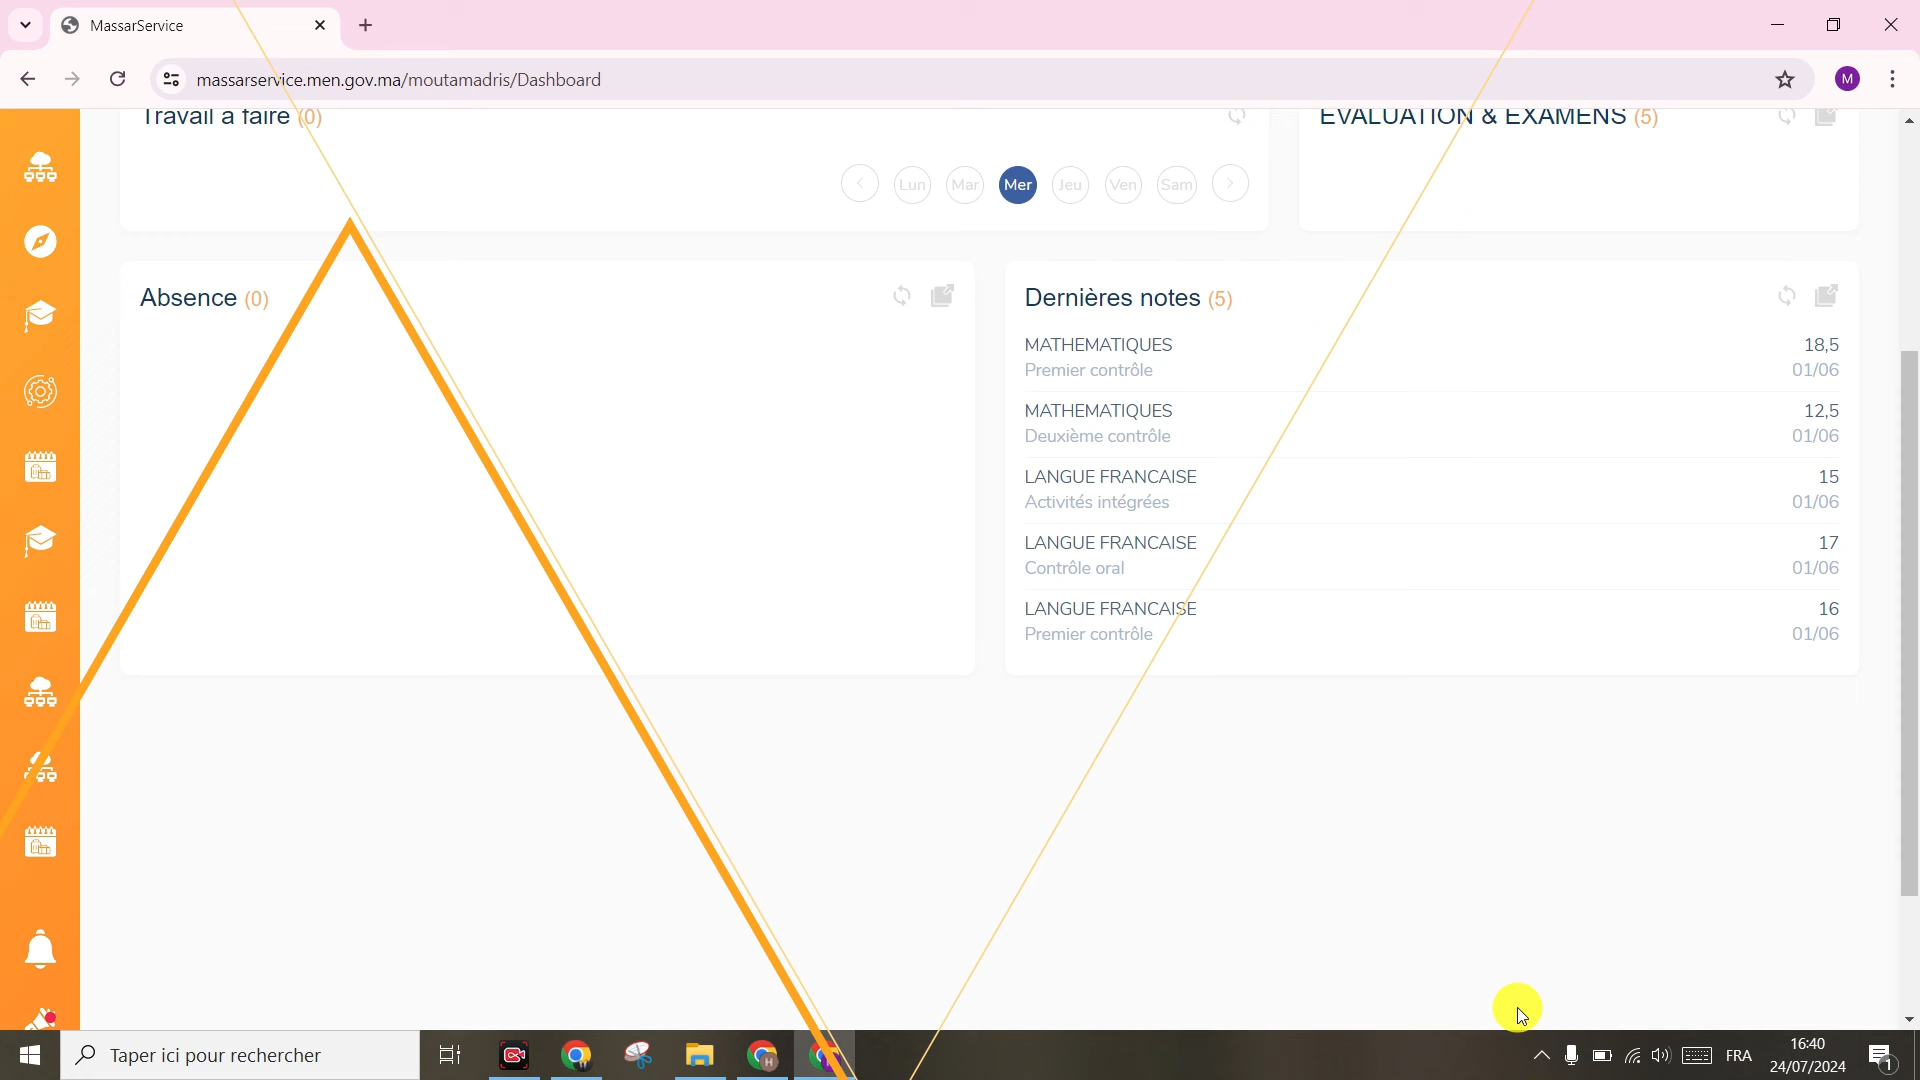 MassarService
massarservice.men.gov.ma/moutamadris/Dashboard
M
Travail à faire (0)
EVALUATION & EXAMENS (5)
Lun Mar Mer Jeu Ven Sam
Absence (0)
Dernières notes (5)
MATHEMATIQUES 18,5
Premier contrôle 01/06
MATHEMATIQUES 12,5
Deuxième contrôle 01/06
LANGUE FRANCAISE 15
Activités intégrées 01/06
LANGUE FRANCAISE 17
Contrôle oral 01/06
LANGUE FRANCAISE 16
Premier contrôle 01/06
Taper ici pour rechercher
FRA
16:40
24/07/2024
1